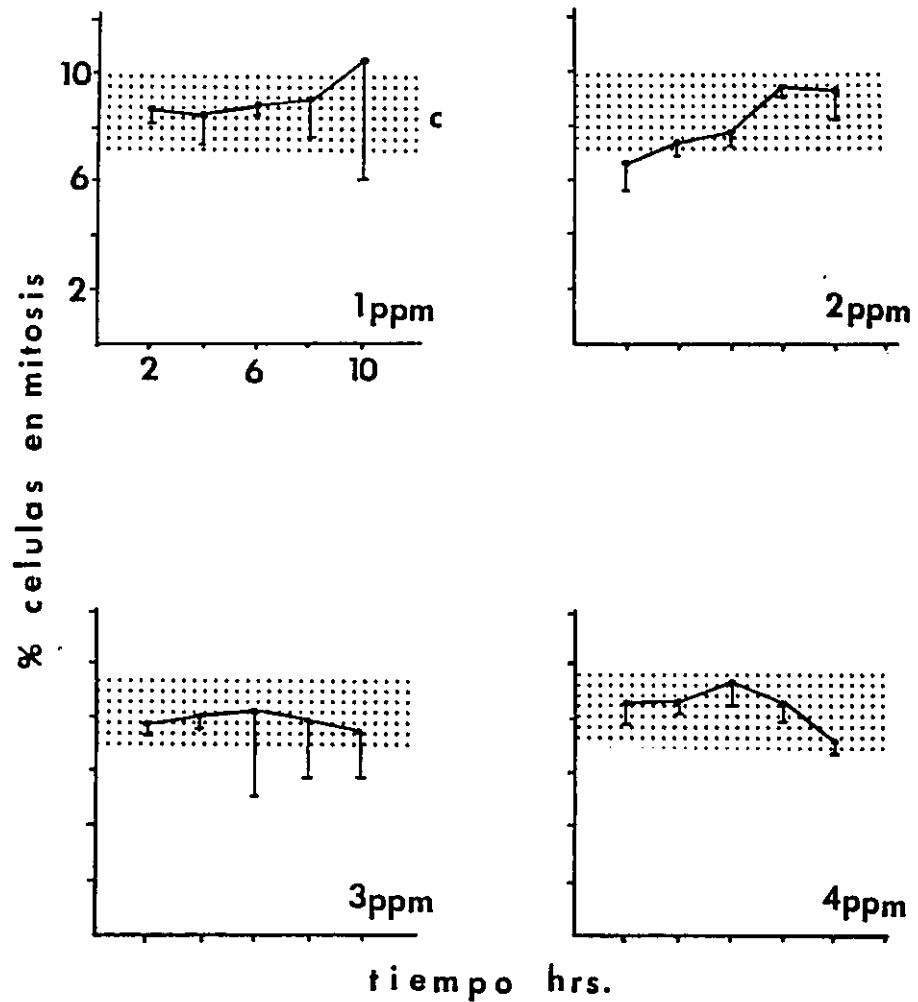 % celulas en mitosis
10
6
2
c
1ppm
2 6 10
2ppm
3ppm
4ppm
tiempo hrs.